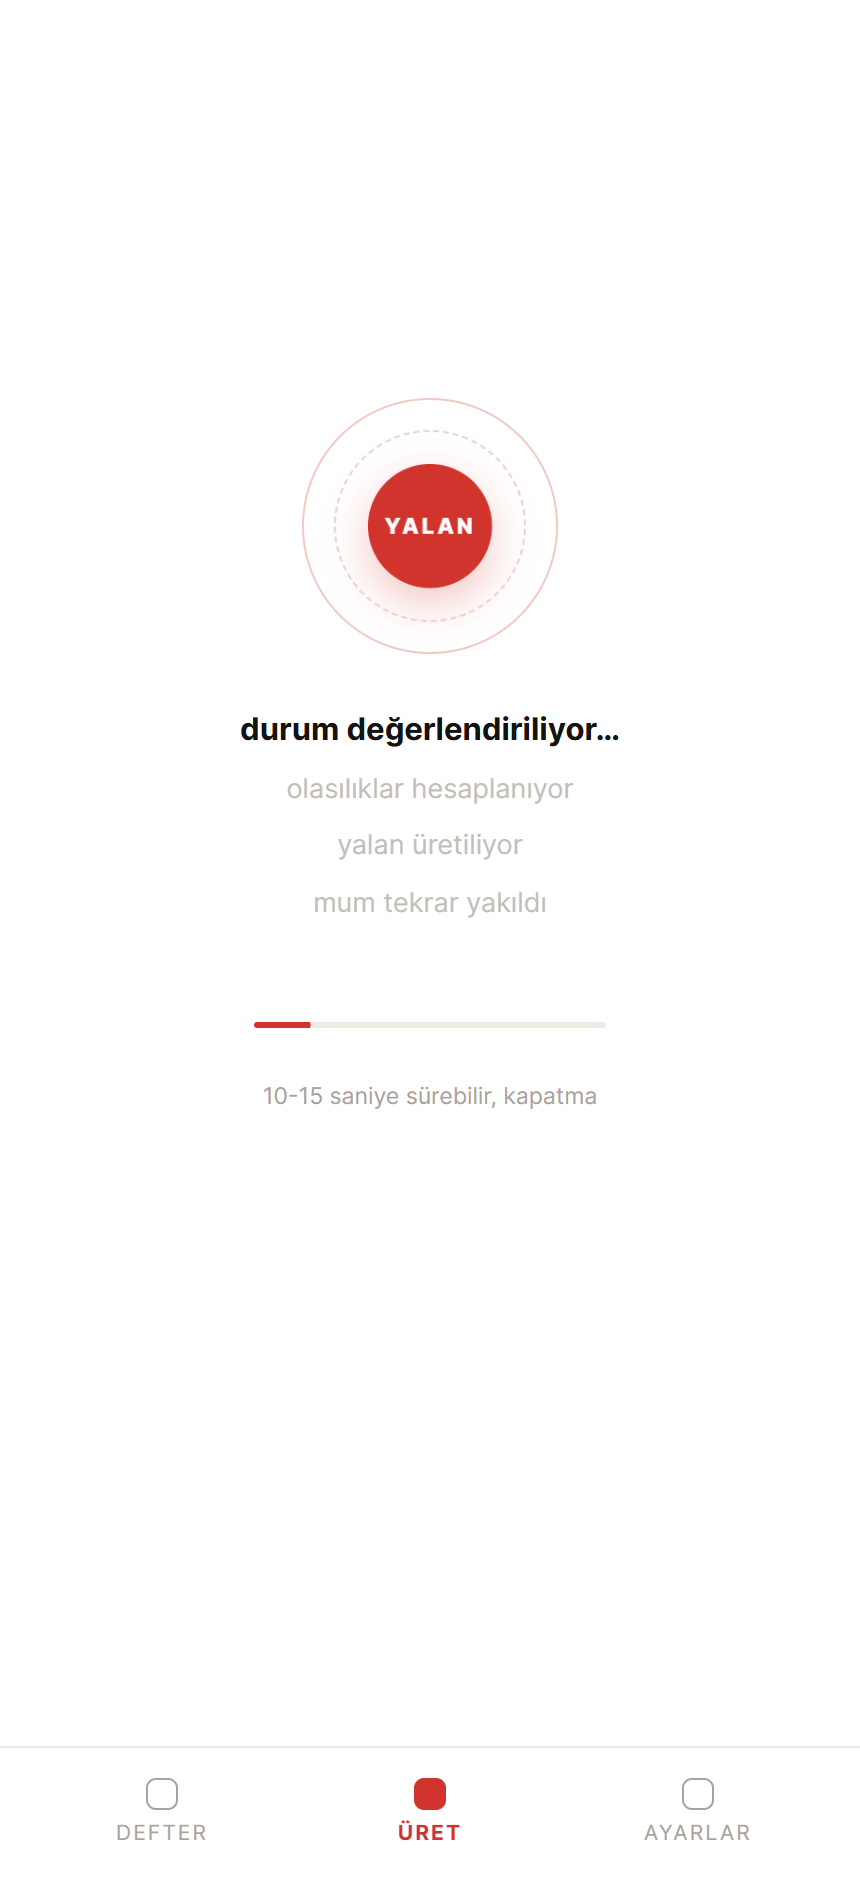 YALAN
durum değerlendiriliyor...
olasılıklar hesaplanıyor
yalan üretiliyor
mum tekrar yakıldı
10-15 saniye sürebilir, kapatma
DEFTER
ÜRET
AYARLAR